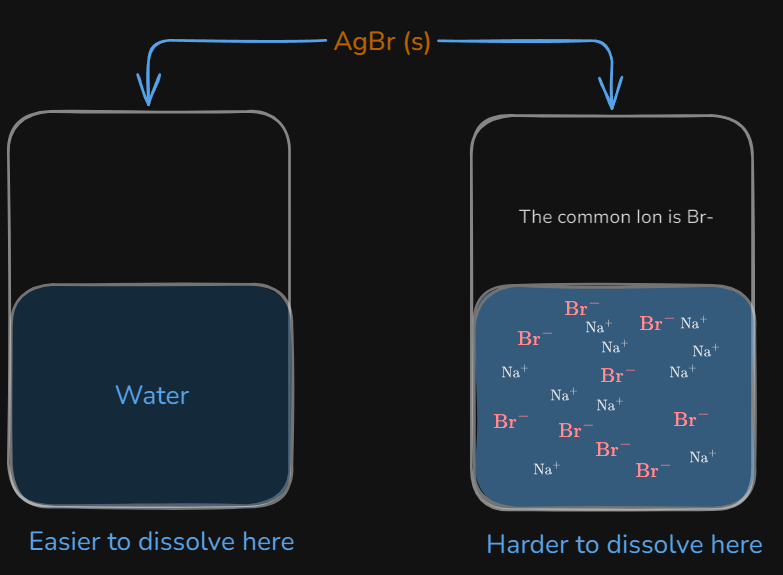 AgBr (s)
The common Ion is Br-
Br⁻
Na⁺
Br⁻
Na⁺
Br⁻
Na⁺
Na⁺
Na⁺
Br⁻
Na⁺
Na⁺
Na⁺
Br⁻
Br⁻
Br⁻
Br⁻
Na⁺
Na⁺
Br⁻
Water
Easier to dissolve here
Harder to dissolve here